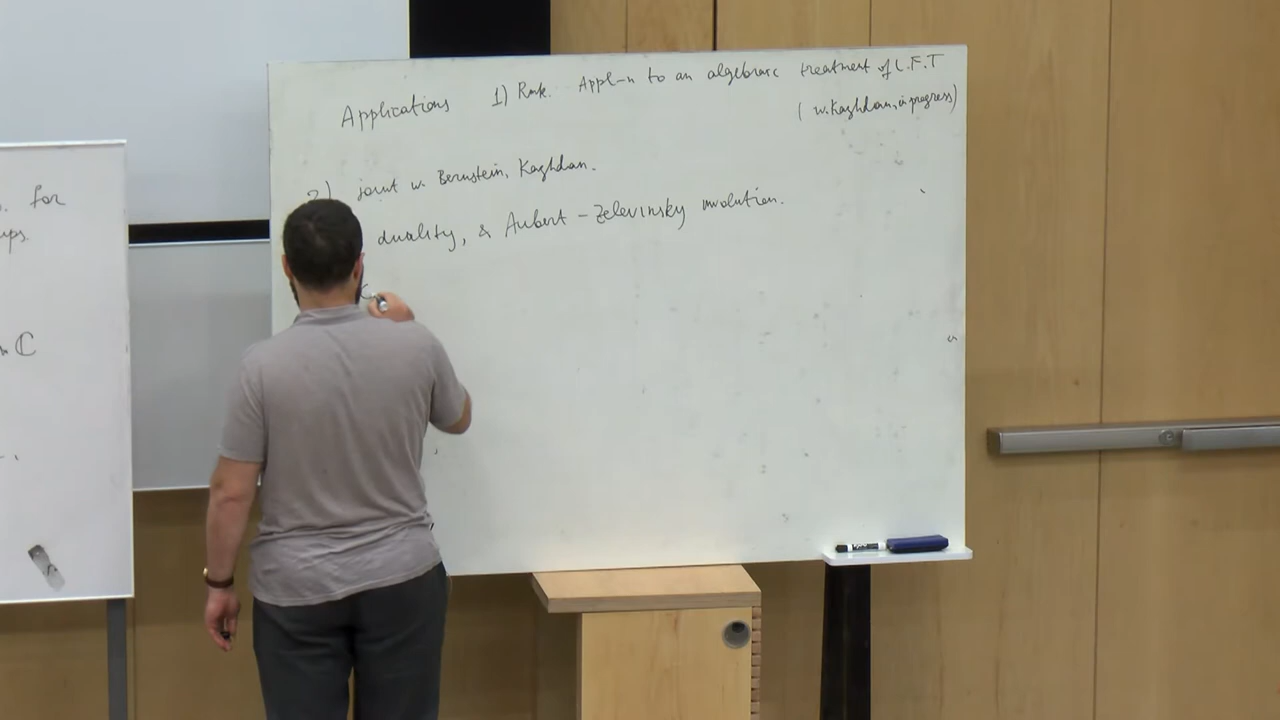 . for
ups.
ℂ
Applications 1) Rmk. Appl-n to an algebraic treatment of L.F.T
(w. Kazhdan, in progress)
2) joint w. Bernstein, Kazhdan.
duality, & Aubert - Zelevinsky involution.